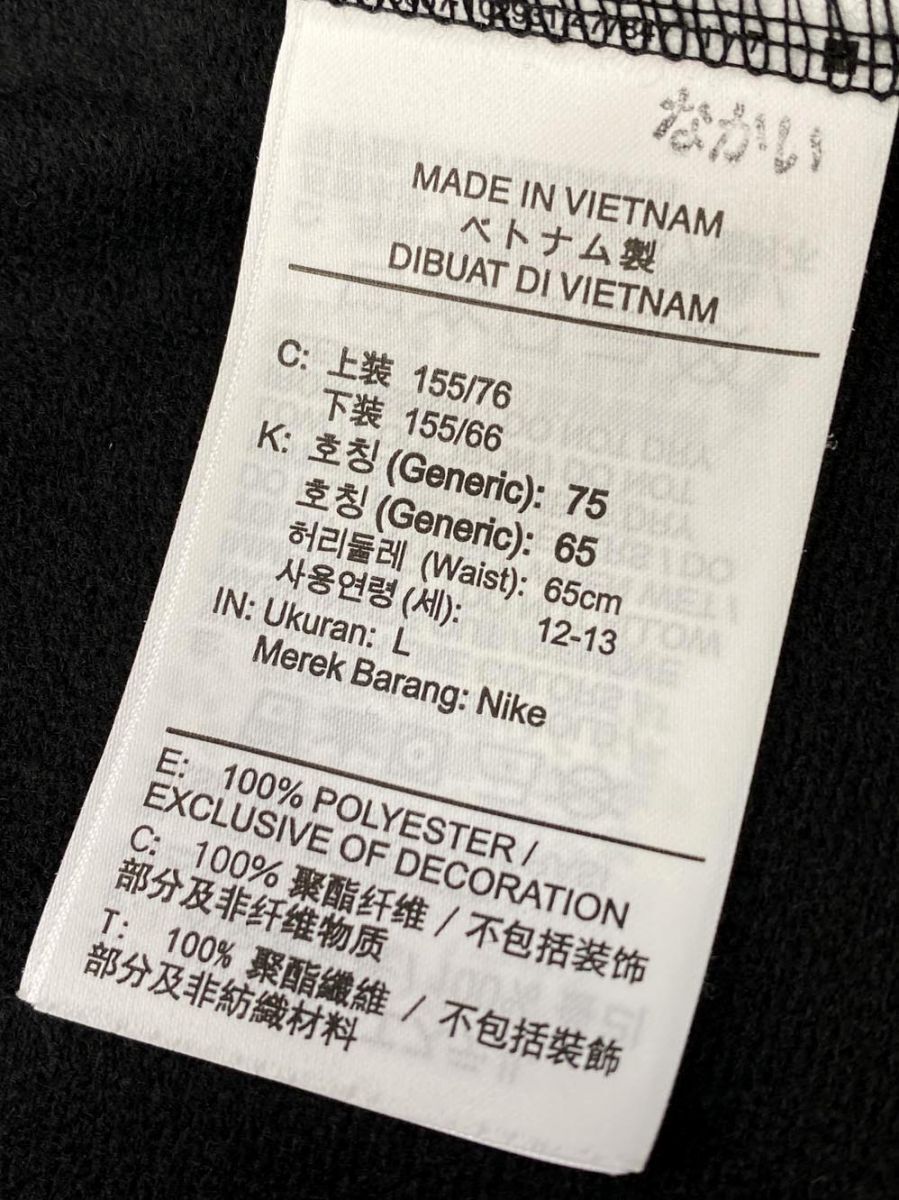 なかい
MADE IN VIETNAM
ベトナム製
DIBUAT DI VIETNAM
C: 上装 155/76
下装 155/66
K: 호칭 (Generic): 75
호칭 (Generic): 65
허리둘레 (Waist): 65cm
사용연령 (세): 12-13
IN: Ukuran: L
Merek Barang: Nike
E: 100% POLYESTER /
EXCLUSIVE OF DECORATION
C: 100% 聚酯纤维 / 不包括装饰
部分及非纤维物质
T: 100% 聚酯纖維 / 不包括裝飾
部分及非紡織材料